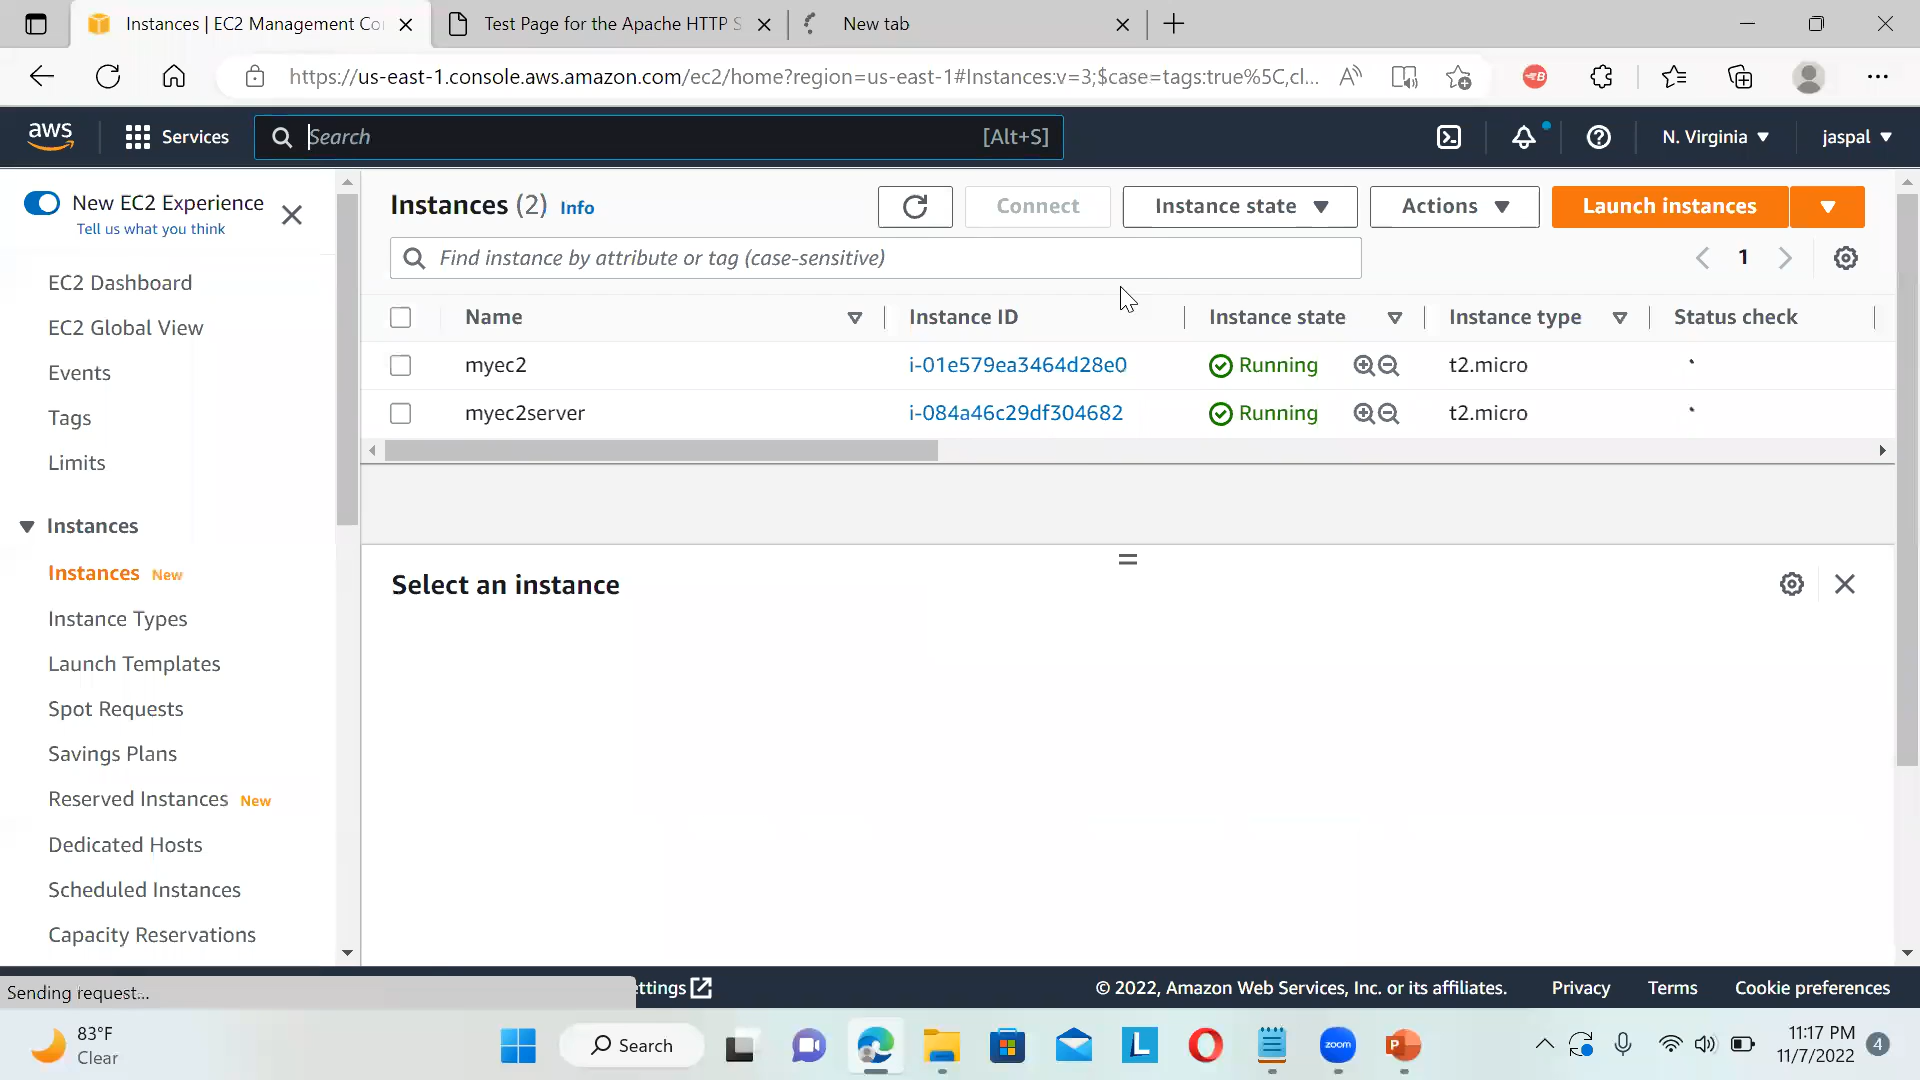 Instances | EC2 Management Co
Test Page for the Apache HTTP S
New tab
https://us-east-1.console.aws.amazon.com/ec2/home?region=us-east-1#Instances:v=3;$case=tags:true%5C,cl...
aws
Services
Search
[Alt+S]
N. Virginia
jaspal
New EC2 Experience
Tell us what you think
EC2 Dashboard
EC2 Global View
Events
Tags
Limits
Instances
Instances New
Instance Types
Launch Templates
Spot Requests
Savings Plans
Reserved Instances New
Dedicated Hosts
Scheduled Instances
Capacity Reservations
Instances (2) Info
Connect
Instance state
Actions
Launch instances
Find instance by attribute or tag (case-sensitive)
1
Name Instance ID Instance state Instance type Status check
myec2 i-01e579ea3464d28e0 Running t2.micro
myec2server i-084a46c29df304682 Running t2.micro
Select an instance
Sending request...
ettings
© 2022, Amazon Web Services, Inc. or its affiliates.
Privacy
Terms
Cookie preferences
83°F
Clear
Search
L
zoom
P
11:17 PM
11/7/2022
4